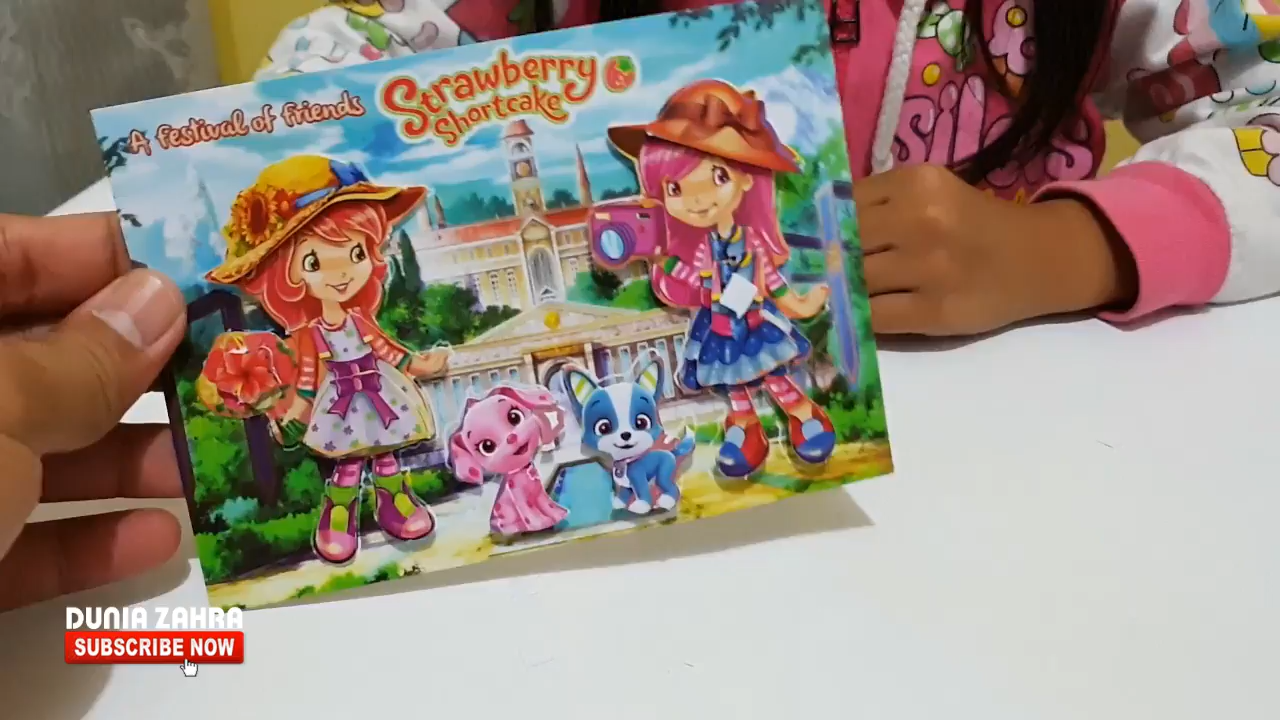 A festival of friends
Strawberry
Shortcake
DUNIA ZAHRA
SUBSCRIBE NOW